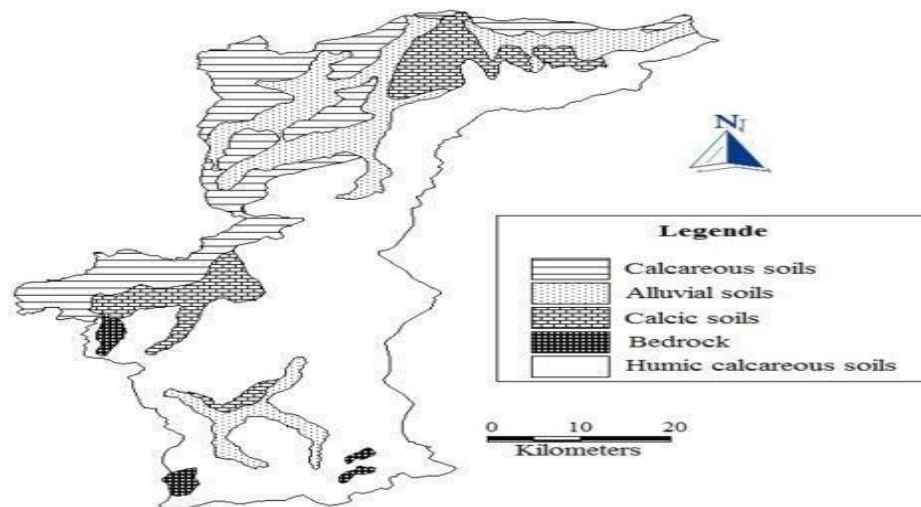 N
Legende
Calcareous soils
Alluvial soils
Calcic soils
Bedrock
Humic calcareous soils
0 10 20
Kilometers